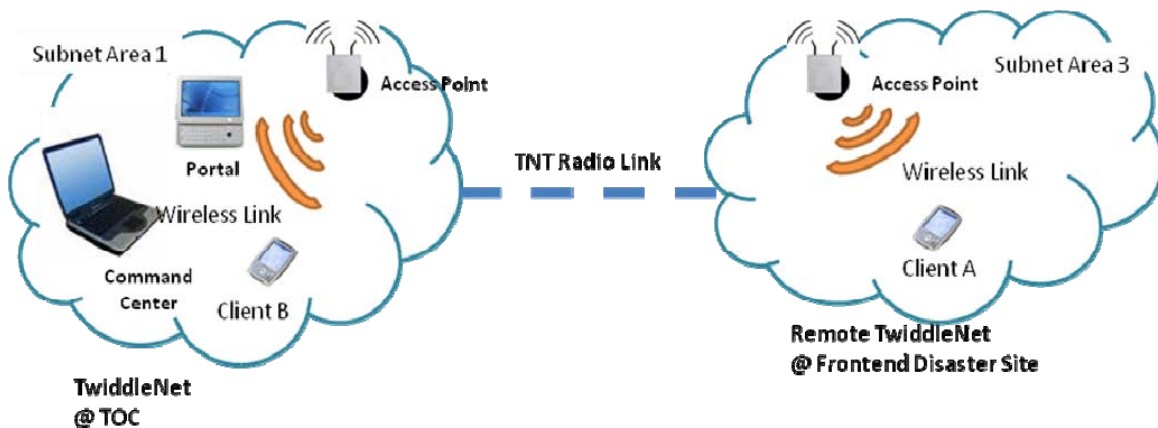 Subnet Area 1
Access Point
Portal
Wireless Link
Command
Center
Client B
TwiddleNet
@ TOC
TNT Radio Link
Access Point
Subnet Area 3
Wireless Link
Client A
Remote TwiddleNet
@ Frontend Disaster Site